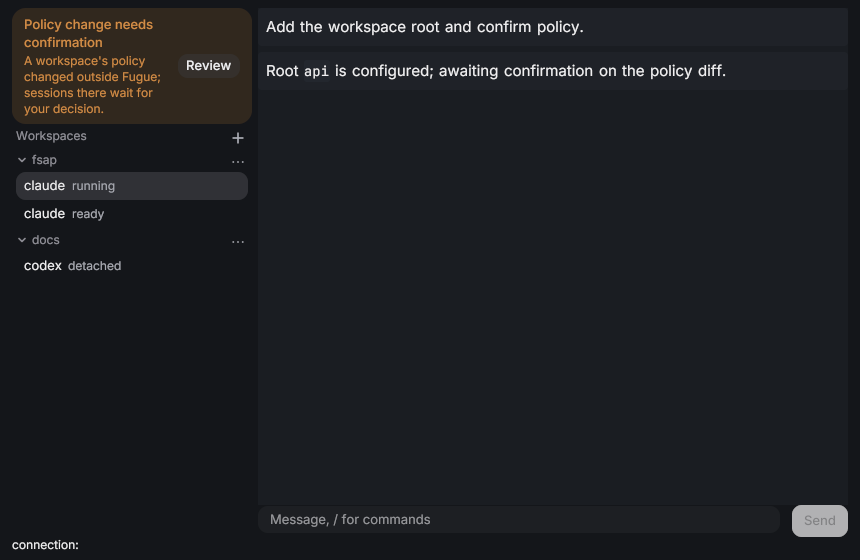 Policy change needs
confirmation
A workspace's policy
changed outside Fugue;
sessions there wait for
your decision.
Review
Workspaces
fsap
claude running
claude ready
docs
codex detached
Add the workspace root and confirm policy.
Root api is configured; awaiting confirmation on the policy diff.
Message, / for commands
Send
connection: